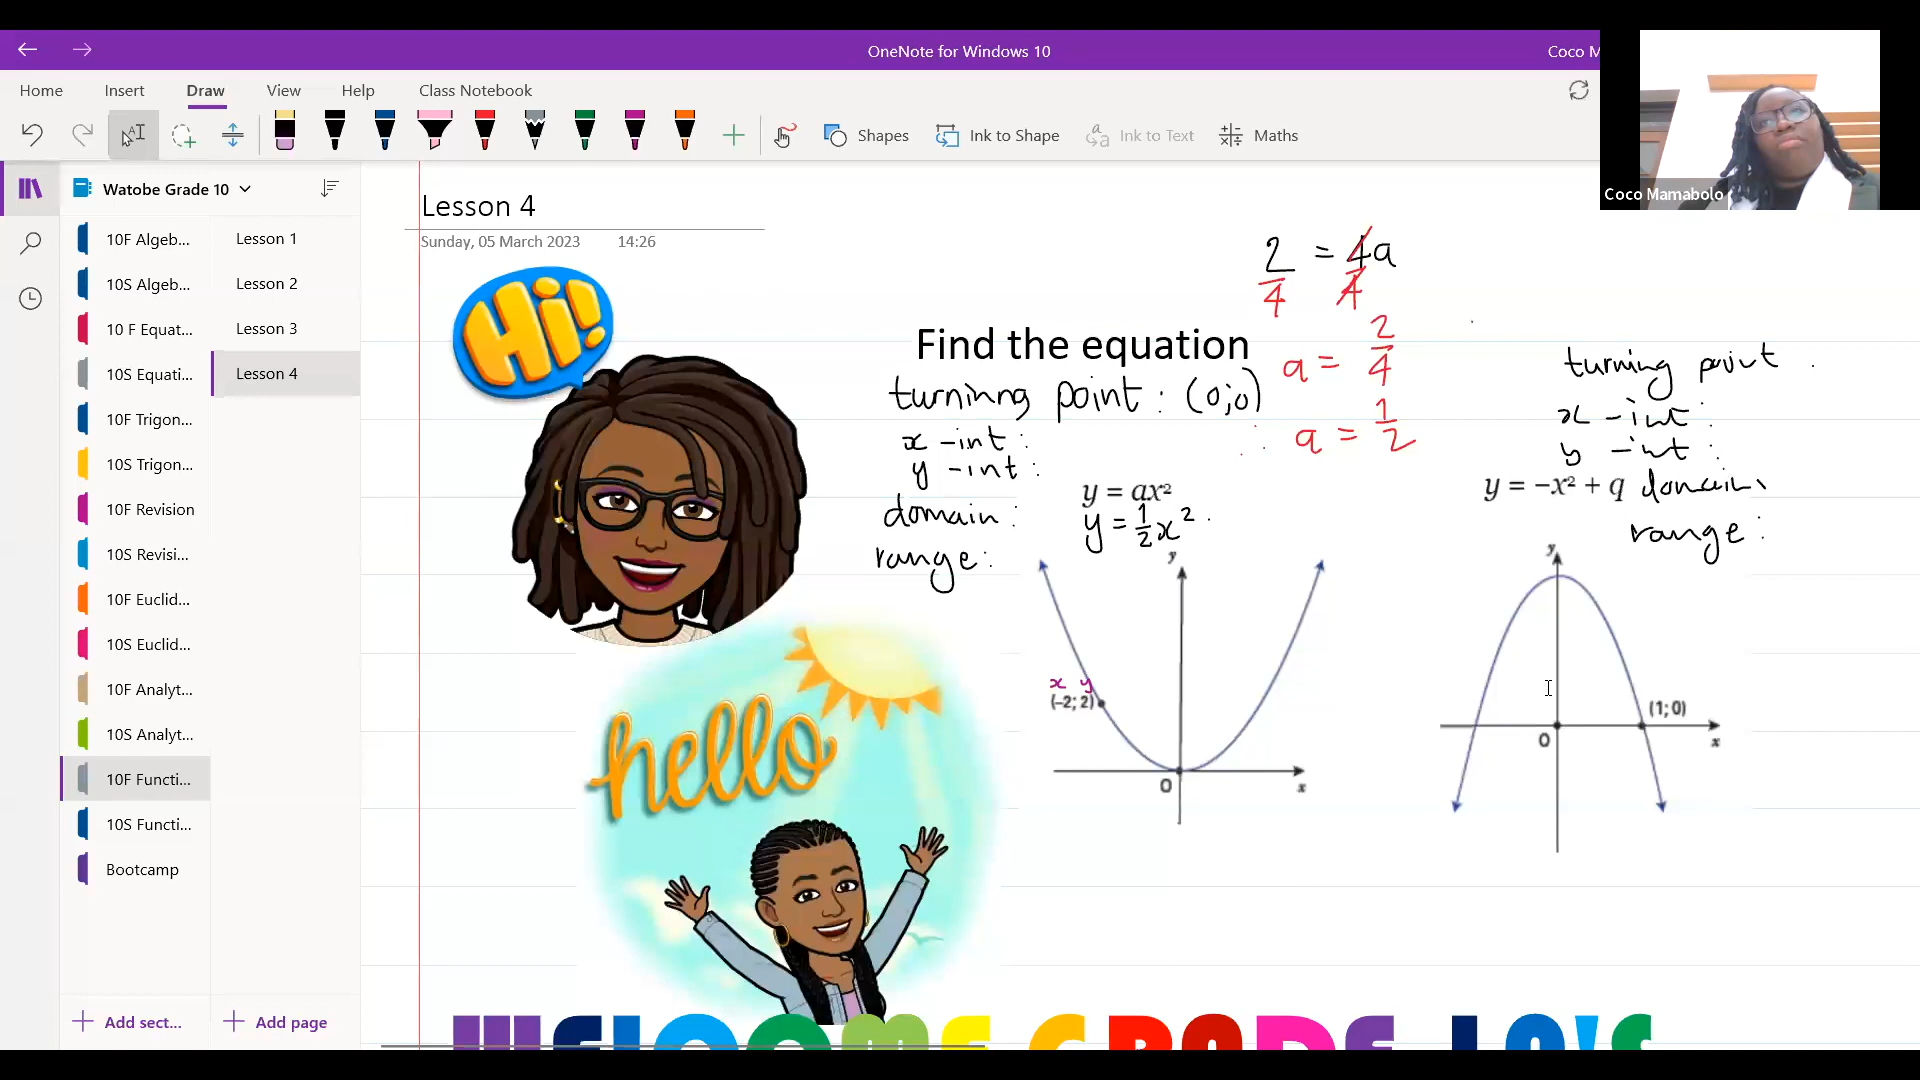 OneNote for Windows 10
Coco M
Home Insert Draw View Help Class Notebook
Shapes Ink to Shape Ink to Text Maths
Coco Mamabolo
Watobe Grade 10
10F Algeb...
10S Algeb...
10 F Equat...
10S Equati...
10F Trigon...
10S Trigon...
10F Revision
10S Revisi...
10F Euclid...
10S Euclid...
10F Analyt...
10S Analyt...
10F Functi...
10S Functi...
Bootcamp
Add sect...
Lesson 1
Lesson 2
Lesson 3
Lesson 4
Add page
Lesson 4
Sunday, 05 March 2023 14:26
Hi!
hello
2/4 = 4a/4
a = 2/4
∴ a = 1/2
Find the equation
turninng point : (0;0)
x -int :
y -int :
domain :
range :
y = ax²
y = 1/2 x²
y
x y
(-2; 2)
O
x
turning point :
x -int :
y -int :
y = -x² + q
domain :
range :
y
(1; 0)
O
x
WELCOME GRADE 10'S